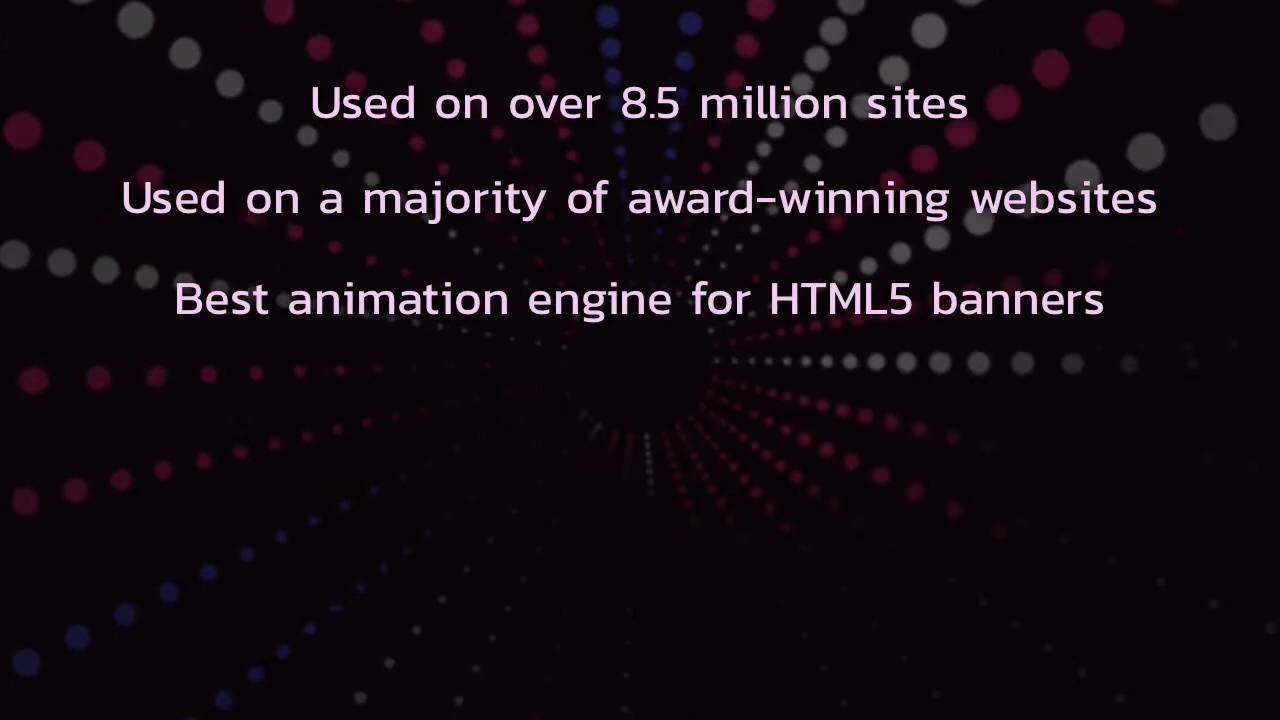 Used on over 8.5 million sites
Used on a majority of award-winning websites
Best animation engine for HTML5 banners